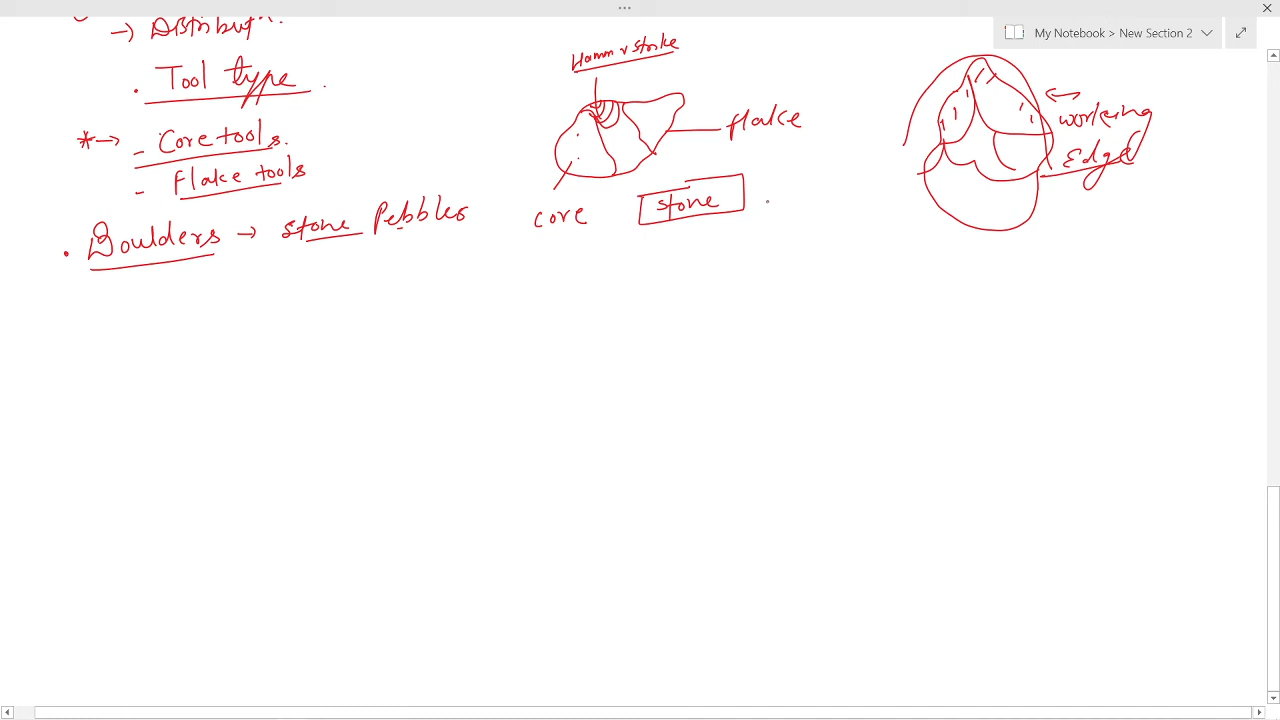 My Notebook > New Section 2
→ Distribut.
. Tool type .
*→ - Core tools.
- Flake tools
. Boulders → stone Pebbles
Hammer stroke
flake
core
stone
working
Edge